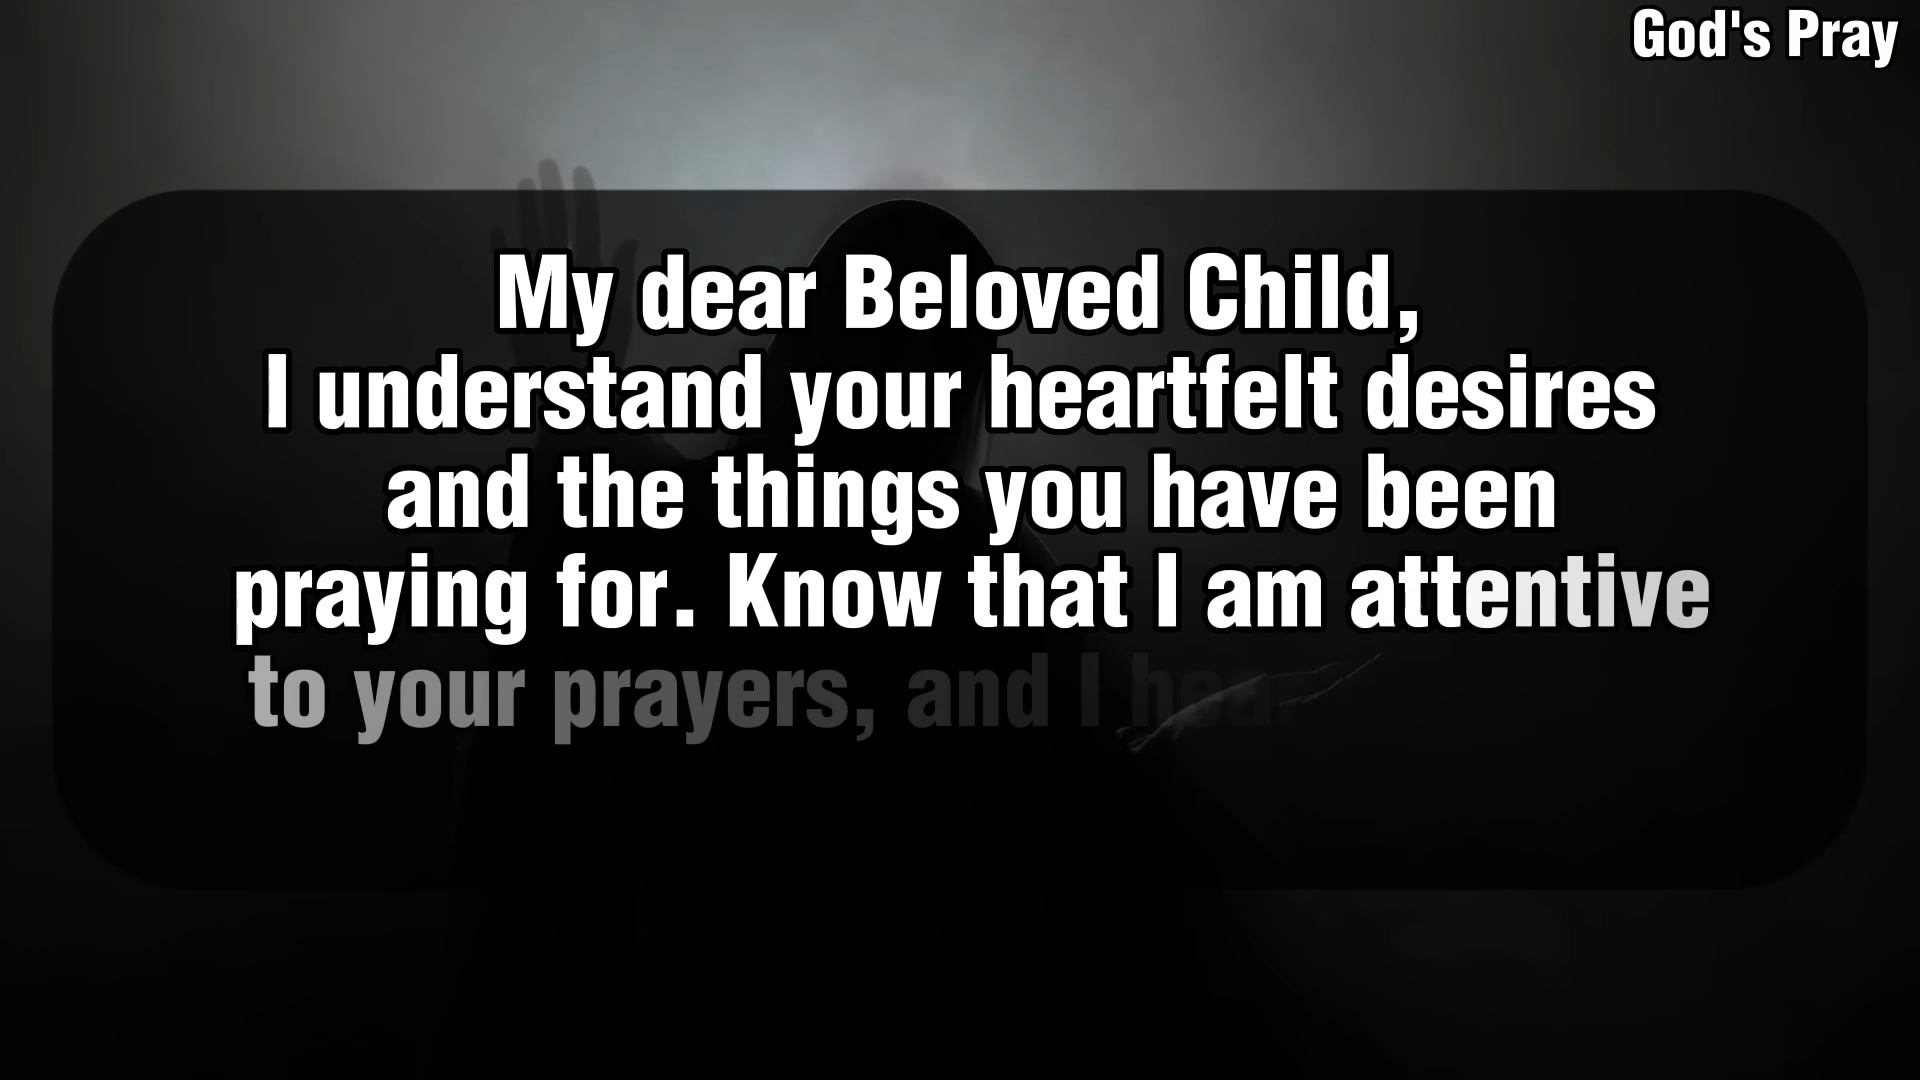 God's Pray
My dear Beloved Child,
I understand your heartfelt desires
and the things you have been
praying for. Know that I am attentive
to your prayers, and I hear